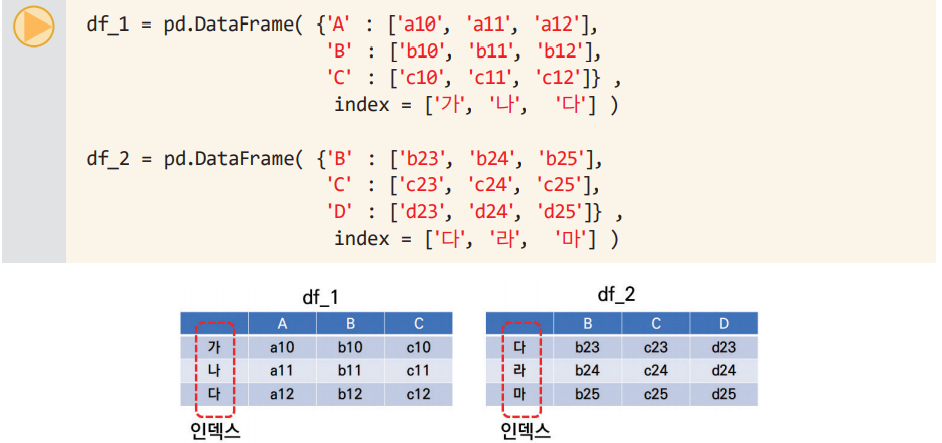 df_1 = pd.DataFrame( {'A' : ['a10', 'a11', 'a12'],
'B' : ['b10', 'b11', 'b12'],
'C' : ['c10', 'c11', 'c12']} ,
index = ['가', '나', '다'] )
df_2 = pd.DataFrame( {'B' : ['b23', 'b24', 'b25'],
'C' : ['c23', 'c24', 'c25'],
'D' : ['d23', 'd24', 'd25']} ,
index = ['다', '라', '마'] )
df_1 df_2
A B C B C D
가 a10 b10 c10 다 b23 c23 d23
나 a11 b11 c11 라 b24 c24 d24
다 a12 b12 c12 마 b25 c25 d25
인덱스 인덱스